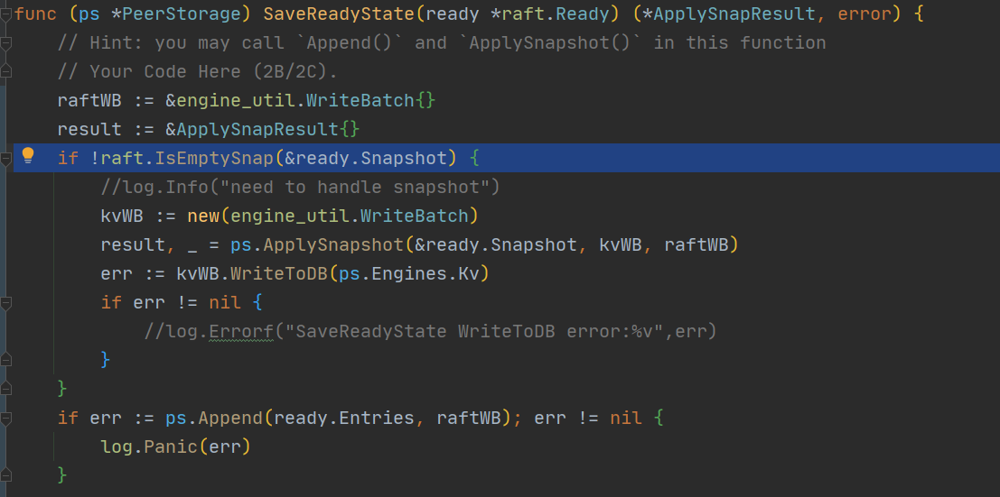 func (ps *PeerStorage) SaveReadyState(ready *raft.Ready) (*ApplySnapResult, error) {
    // Hint: you may call `Append()` and `ApplySnapshot()` in this function
    // Your Code Here (2B/2C).
    raftWB := &engine_util.WriteBatch{}
    result := &ApplySnapResult{}
    if !raft.IsEmptySnap(&ready.Snapshot) {
        //log.Info("need to handle snapshot")
        kvWB := new(engine_util.WriteBatch)
        result, _ = ps.ApplySnapshot(&ready.Snapshot, kvWB, raftWB)
        err := kvWB.WriteToDB(ps.Engines.Kv)
        if err != nil {
            //log.Errorf("SaveReadyState WriteToDB error:%v",err)
        }
    }
    if err := ps.Append(ready.Entries, raftWB); err != nil {
        log.Panic(err)
    }